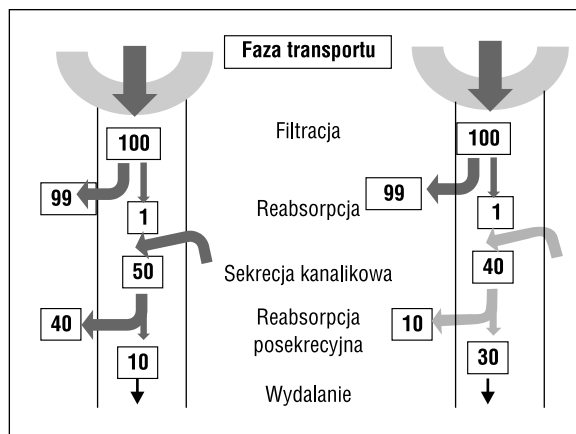 Faza transportu
Filtracja
100
100
99
99
Reabsorpcja
1
1
50
Sekrecja kanalikowa
40
40
Reabsorpcja
posekrecyjna
10
10
30
Wydalanie